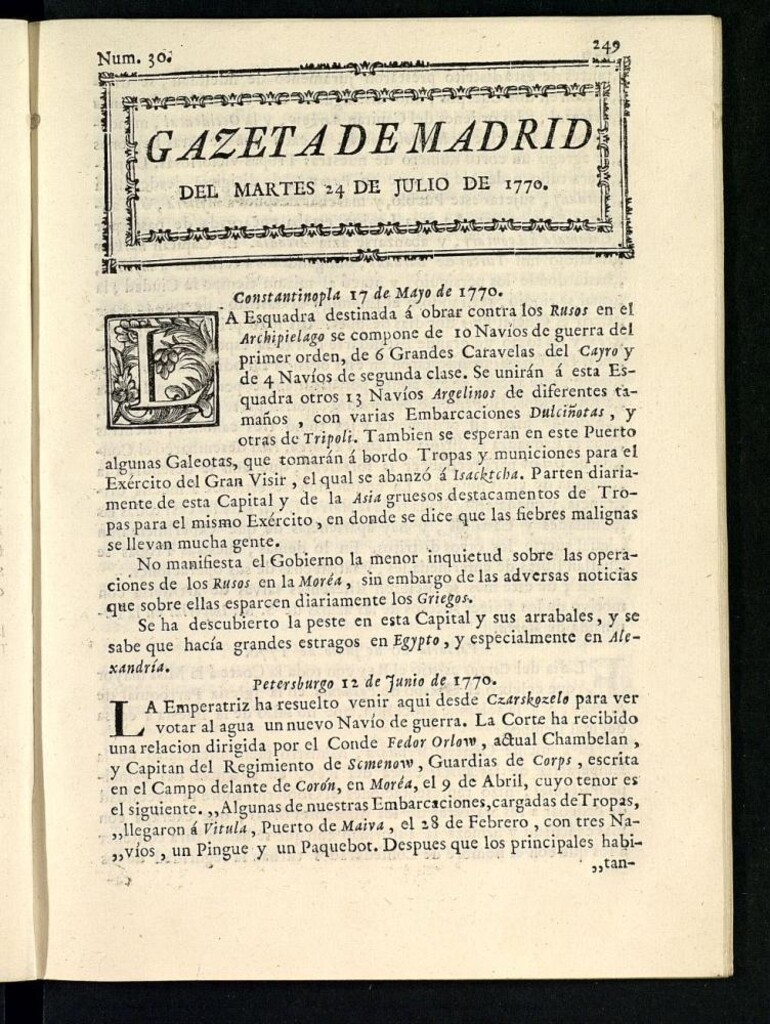 Num. 30.
249
GAZETA DE MADRID
DEL MARTES 24 DE JULIO DE 1770.
Constantinopla 17 de Mayo de 1770.
LA Esquadra destinada á obrar contra los Rusos en el
Archipielago se compone de 10 Navíos de guerra del
primer orden, de 6 Grandes Caravelas del Cayro y
de 4 Navíos de segunda clase. Se unirán á esta Es-
quadra otros 13 Navíos Argelinos de diferentes ta-
maños, con varias Embarcaciones Dulciñotas, y
otras de Tripoli. Tambien se esperan en este Puerto
algunas Galeotas, que tomarán á bordo Tropas y municiones para el
Exército del Gran Visir, el qual se abanzó á Isacktcha. Parten diaria-
mente de esta Capital y de la Asia gruesos destacamentos de Tro-
pas para el mismo Exército, en donde se dice que las fiebres malignas
se llevan mucha gente.
No manifiesta el Gobierno la menor inquietud sobre las opera-
ciones de los Rusos en la Moréa, sin embargo de las adversas noticias
que sobre ellas esparcen diariamente los Griegos.
Se ha descubierto la peste en esta Capital y sus arrabales, y se
sabe que hacía grandes estragos en Egypto, y especialmente en Ale-
xandría.
Petersburgo 12 de Junio de 1770.
LA Emperatriz ha resuelto venir aqui desde Czarskozelo para ver
votar al agua un nuevo Navío de guerra. La Corte ha recibido
una relacion dirigida por el Conde Fedor Orlow, actual Chambelan,
y Capitan del Regimiento de Semenow, Guardias de Corps, escrita
en el Campo delante de Corón, en Moréa, el 9 de Abril, cuyo tenor es
el siguiente. ,,Algunas de nuestras Embarcaciones, cargadas de Tropas,
,,llegaron á Vitula, Puerto de Maiva, el 28 de Febrero, con tres Na-
,,víos, un Pingue y un Paquebot. Despues que los principales habi-
,,tan-